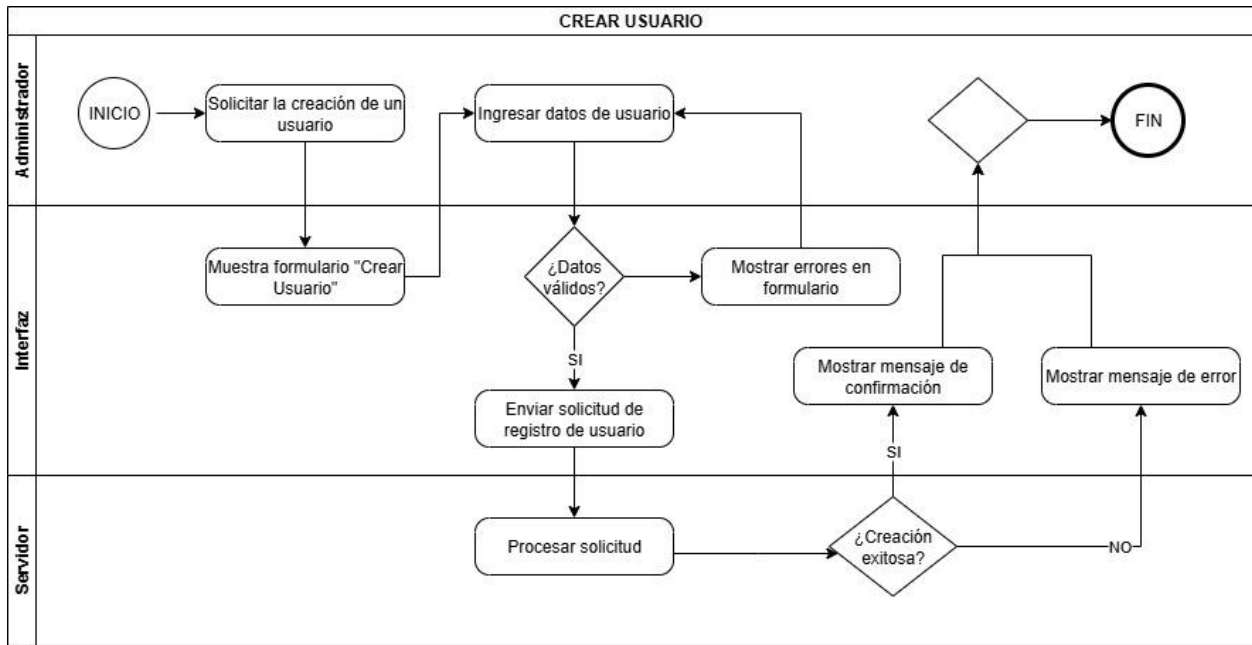 CREAR USUARIO
Administrador
INICIO
Solicitar la creación de un
usuario
Ingresar datos de usuario
FIN
Interfaz
Muestra formulario "Crear
Usuario"
¿Datos
válidos?
Mostrar errores en
formulario
SI
Enviar solicitud de
registro de usuario
Mostrar mensaje de
confirmación
Mostrar mensaje de error
Servidor
Procesar solicitud
¿Creación
exitosa?
SI
NO